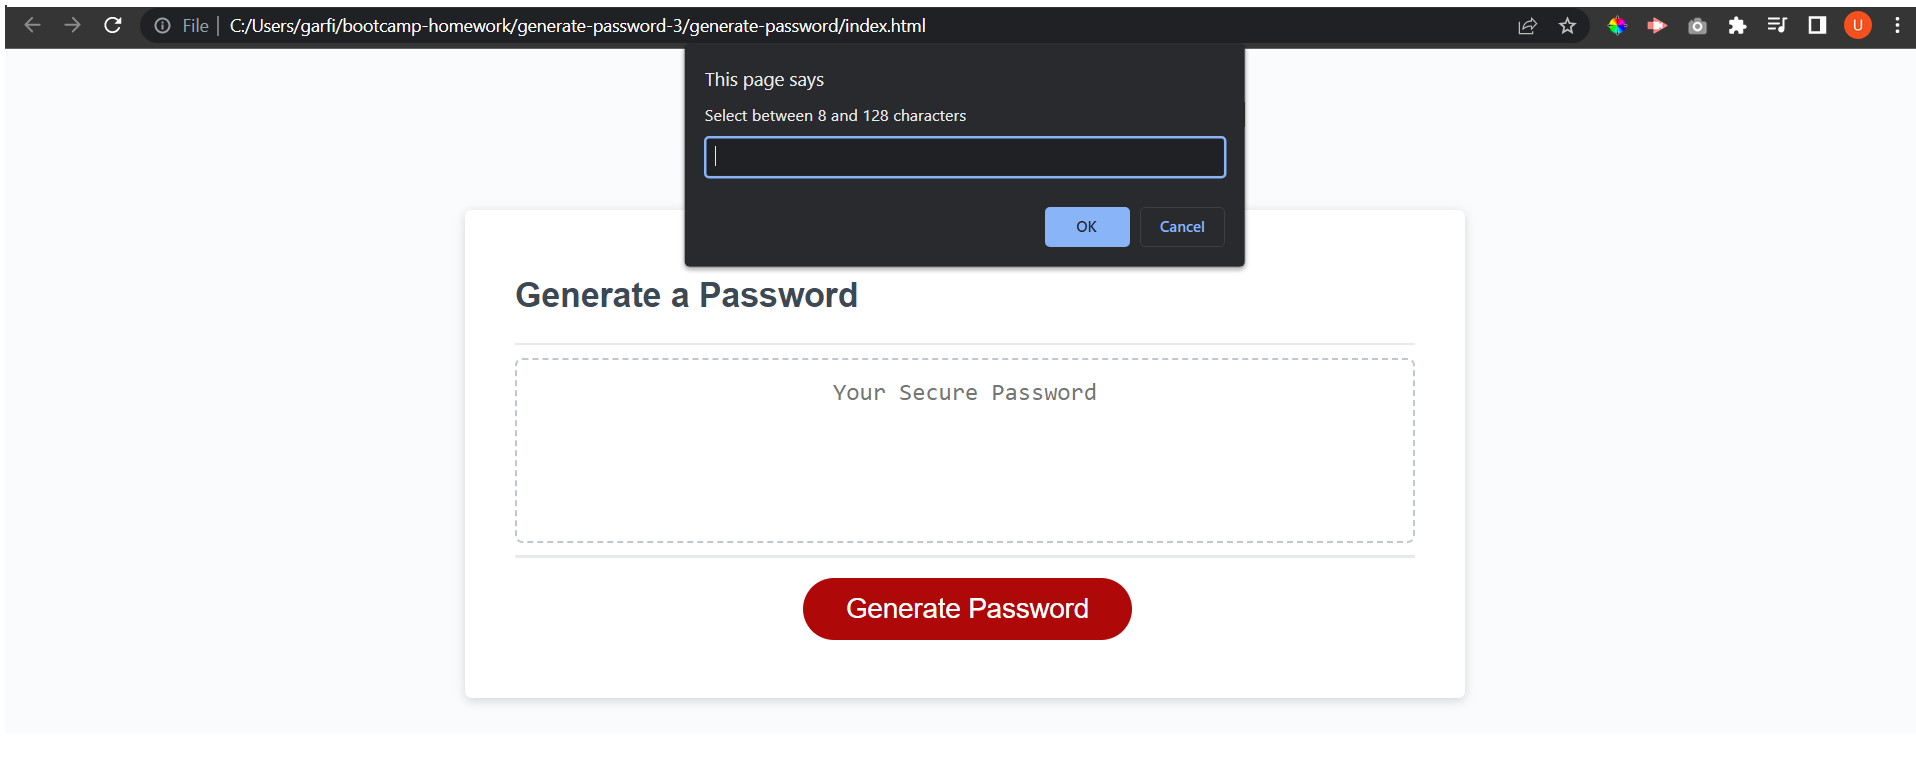 File | C:/Users/garfi/bootcamp-homework/generate-password-3/generate-password/index.html
U
This page says
Select between 8 and 128 characters
OK
Cancel
Generate a Password
Your Secure Password
Generate Password